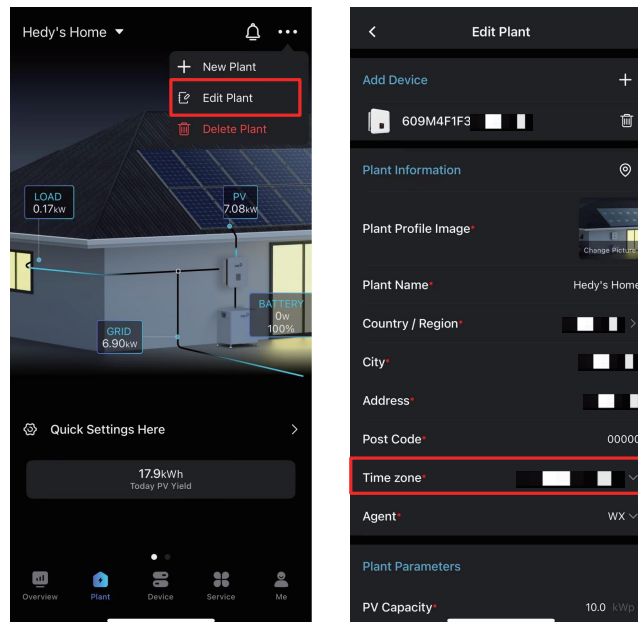 Hedy's Home
New Plant
Edit Plant
Delete Plant
LOAD
0.17kW
PV
7.08kW
BATTERY
0w
100%
GRID
6.90kW
Quick Settings Here
17.9kWh
Today PV Yield
Overview Plant Device Service Me
Edit Plant
Add Device
609M4F1F3
Plant Information
Plant Profile Image*
Change Picture
Plant Name* Hedy's Home
Country / Region*
City*
Address*
Post Code* 00000
Time zone*
Agent* WX
Plant Parameters
PV Capacity* 10.0 kWp